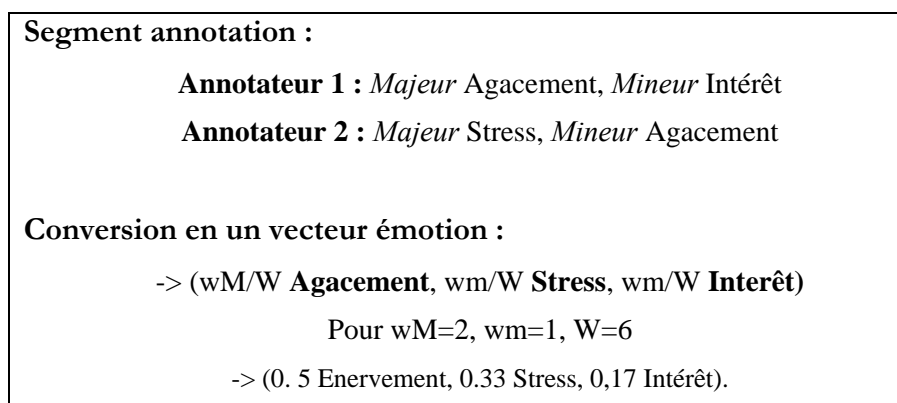 Segment annotation :
Annotateur 1 : Majeur Agacement, Mineur Intérêt
Annotateur 2 : Majeur Stress, Mineur Agacement
Conversion en un vecteur émotion :
-> (wM/W Agacement, wm/W Stress, wm/W Interêt)
Pour wM=2, wm=1, W=6
-> (0. 5 Enervement, 0.33 Stress, 0,17 Intérêt).